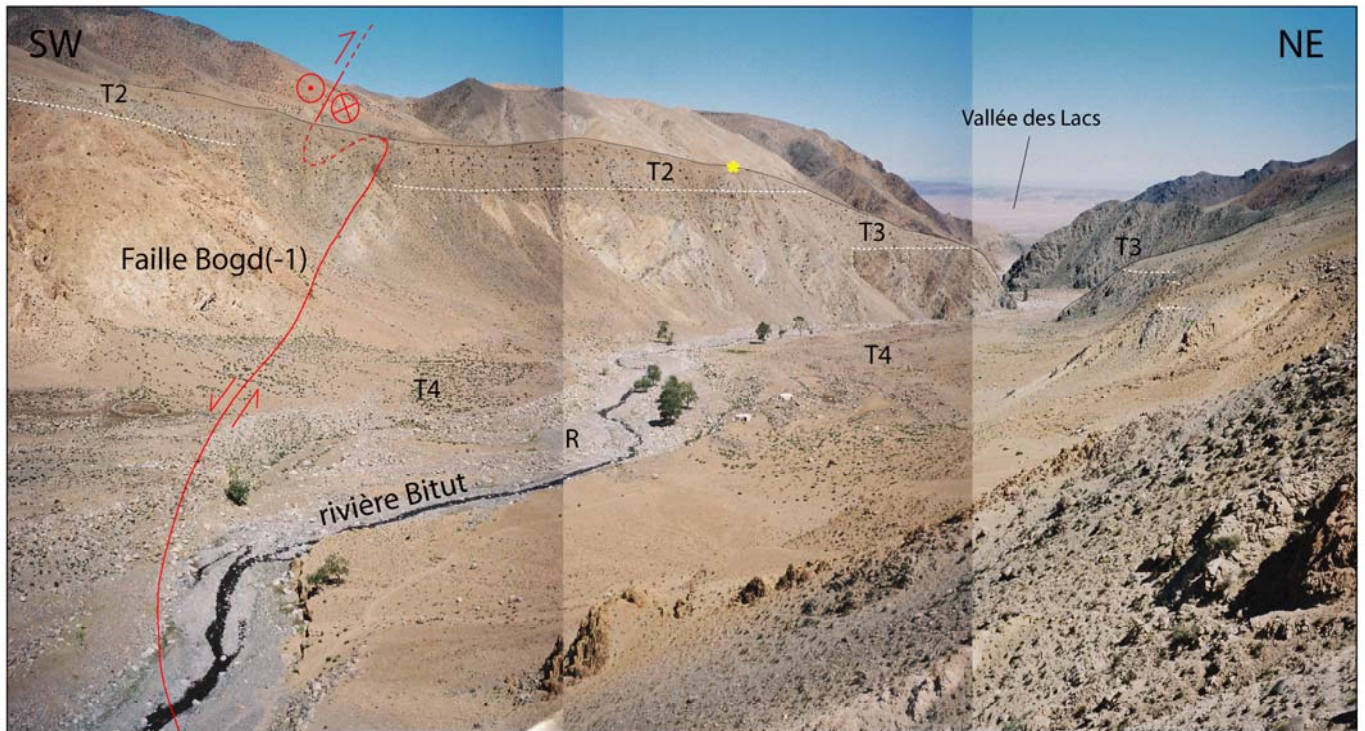 SW
NE
T2
Vallée des Lacs
T2
T3
T3
Faille Bogd(-1)
T4
T4
R
rivière Bitut